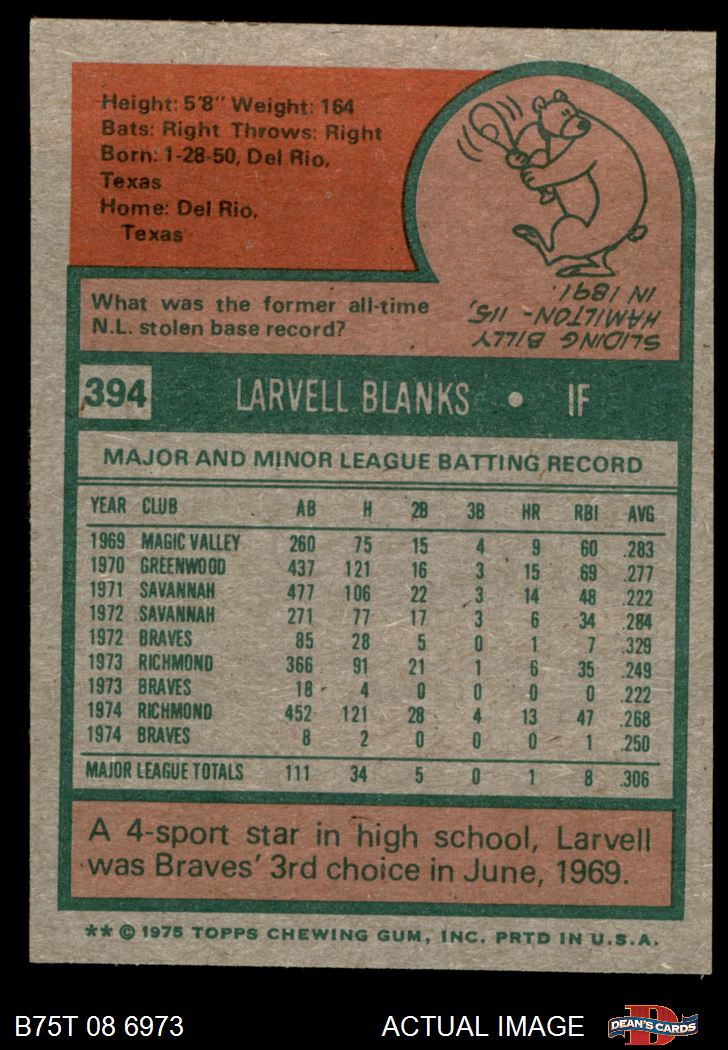 Height: 5'8" Weight: 164
Bats: Right Throws: Right
Born: 1-28-50, Del Rio,
Texas
Home: Del Rio,
Texas
What was the former all-time
N.L. stolen base record?
SLIDING BILLY
HAMILTON - 115,
IN 1891.
394 LARVELL BLANKS • IF
MAJOR AND MINOR LEAGUE BATTING RECORD
YEAR CLUB AB H 2B 3B HR RBI AVG
1969 MAGIC VALLEY 260 75 15 4 9 60 .283
1970 GREENWOOD 437 121 16 3 15 69 .277
1971 SAVANNAH 477 106 22 3 14 48 .222
1972 SAVANNAH 271 77 17 3 6 34 .284
1972 BRAVES 85 28 5 0 1 7 .329
1973 RICHMOND 366 91 21 1 6 35 .249
1973 BRAVES 18 4 0 0 0 0 .222
1974 RICHMOND 452 121 28 4 13 47 .268
1974 BRAVES 8 2 0 0 0 1 .250
MAJOR LEAGUE TOTALS 111 34 5 0 1 8 .306
A 4-sport star in high school, Larvell
was Braves' 3rd choice in June, 1969.
** © 1975 TOPPS CHEWING GUM, INC. PRTD IN U.S.A.
B75T 08 6973 ACTUAL IMAGE D DEAN'S CARDS